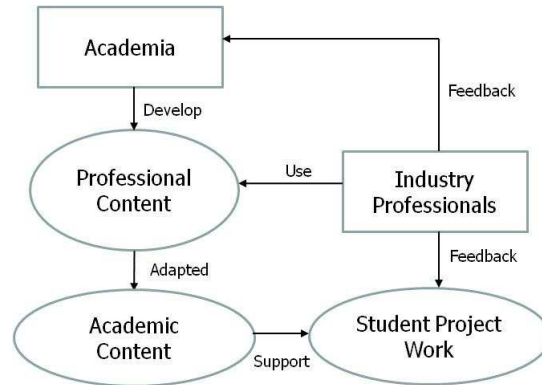 Academia
Develop
Feedback
Professional
Content
Use
Industry
Professionals
Adapted
Feedback
Academic
Content
Support
Student Project
Work